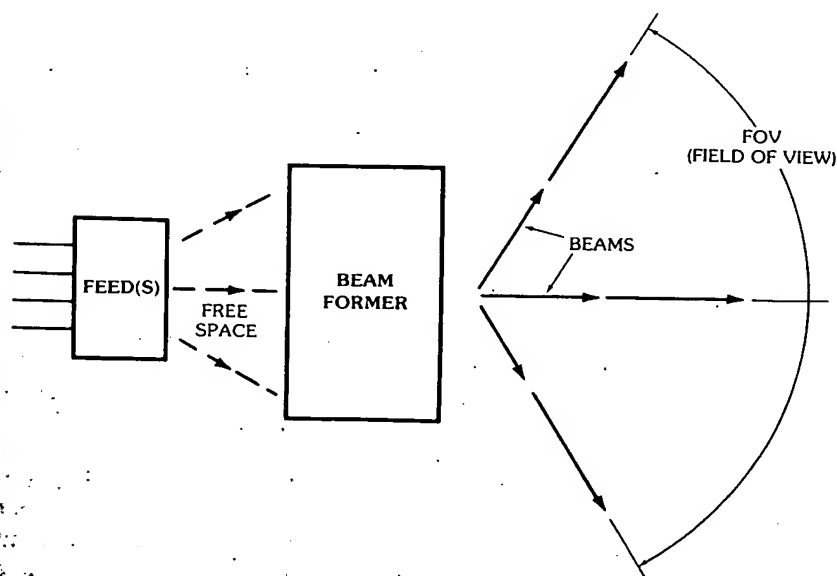 FOV
(FIELD OF VIEW)
BEAMS
FEED(S)
FREE
SPACE
BEAM
FORMER